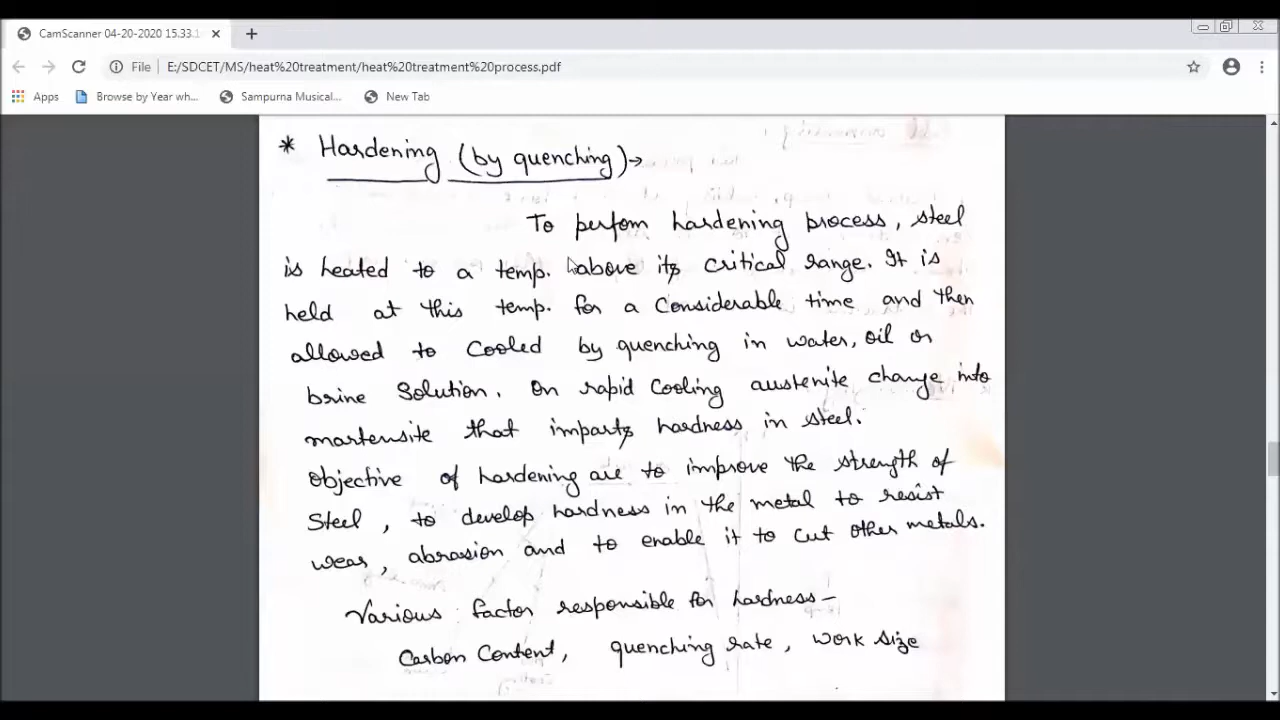 CamScanner 04-20-2020 15.33.1
File E:/SDCET/MS/heat%20treatment/heat%20treatment%20process.pdf
Apps Browse by Year wh... Sampurna Musical... New Tab
* Hardening (by quenching)→
To perfom hardening process, steel
is heated to a temp. above its critical range. It is
held at this temp. for a considerable time and then
allowed to cooled by quenching in water, oil or
brine solution. On rapid cooling austenite change into
martensite that imparts hardness in steel.
objective of hardening are to improve the strength of
steel, to develop hardness in the metal to resist
wear, abrasion and to enable it to cut other metals.
Various factor responsible for hardness –
Carbon Content, quenching rate, work size